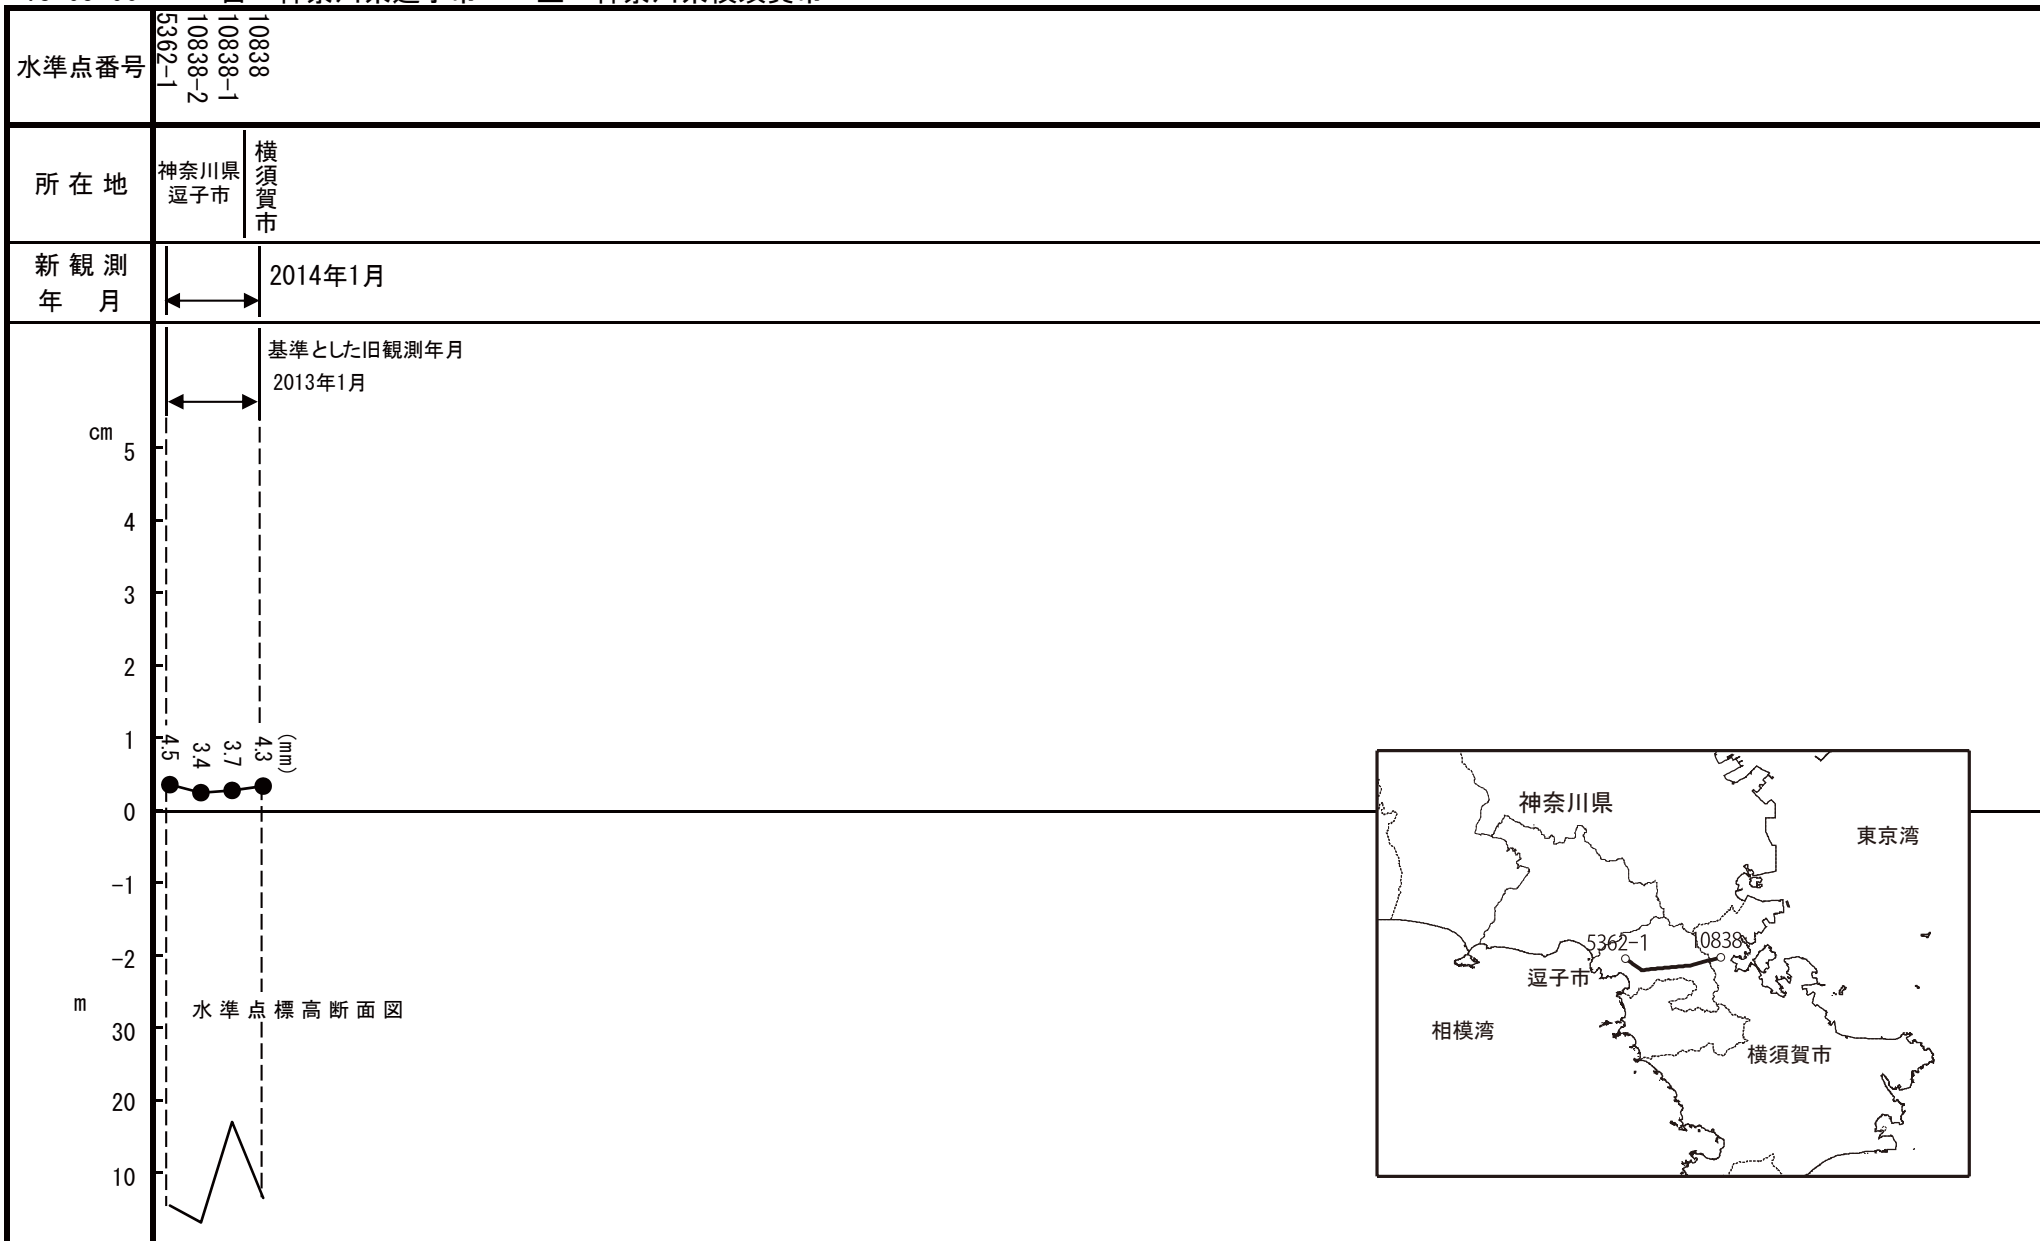 水準点番号
5362-1
10838-2
10838-1
10838
所在地
神奈川県
逗子市
横須賀市
新観測
年 月
2014年1月
基準とした旧観測年月
2013年1月
cm
5
4
3
2
1
0
-1
-2
4.5
3.4
3.7
4.3
(mm)
m
水準点標高断面図
30
20
10
神奈川県
東京湾
5362-1
10838
逗子市
相模湾
横須賀市